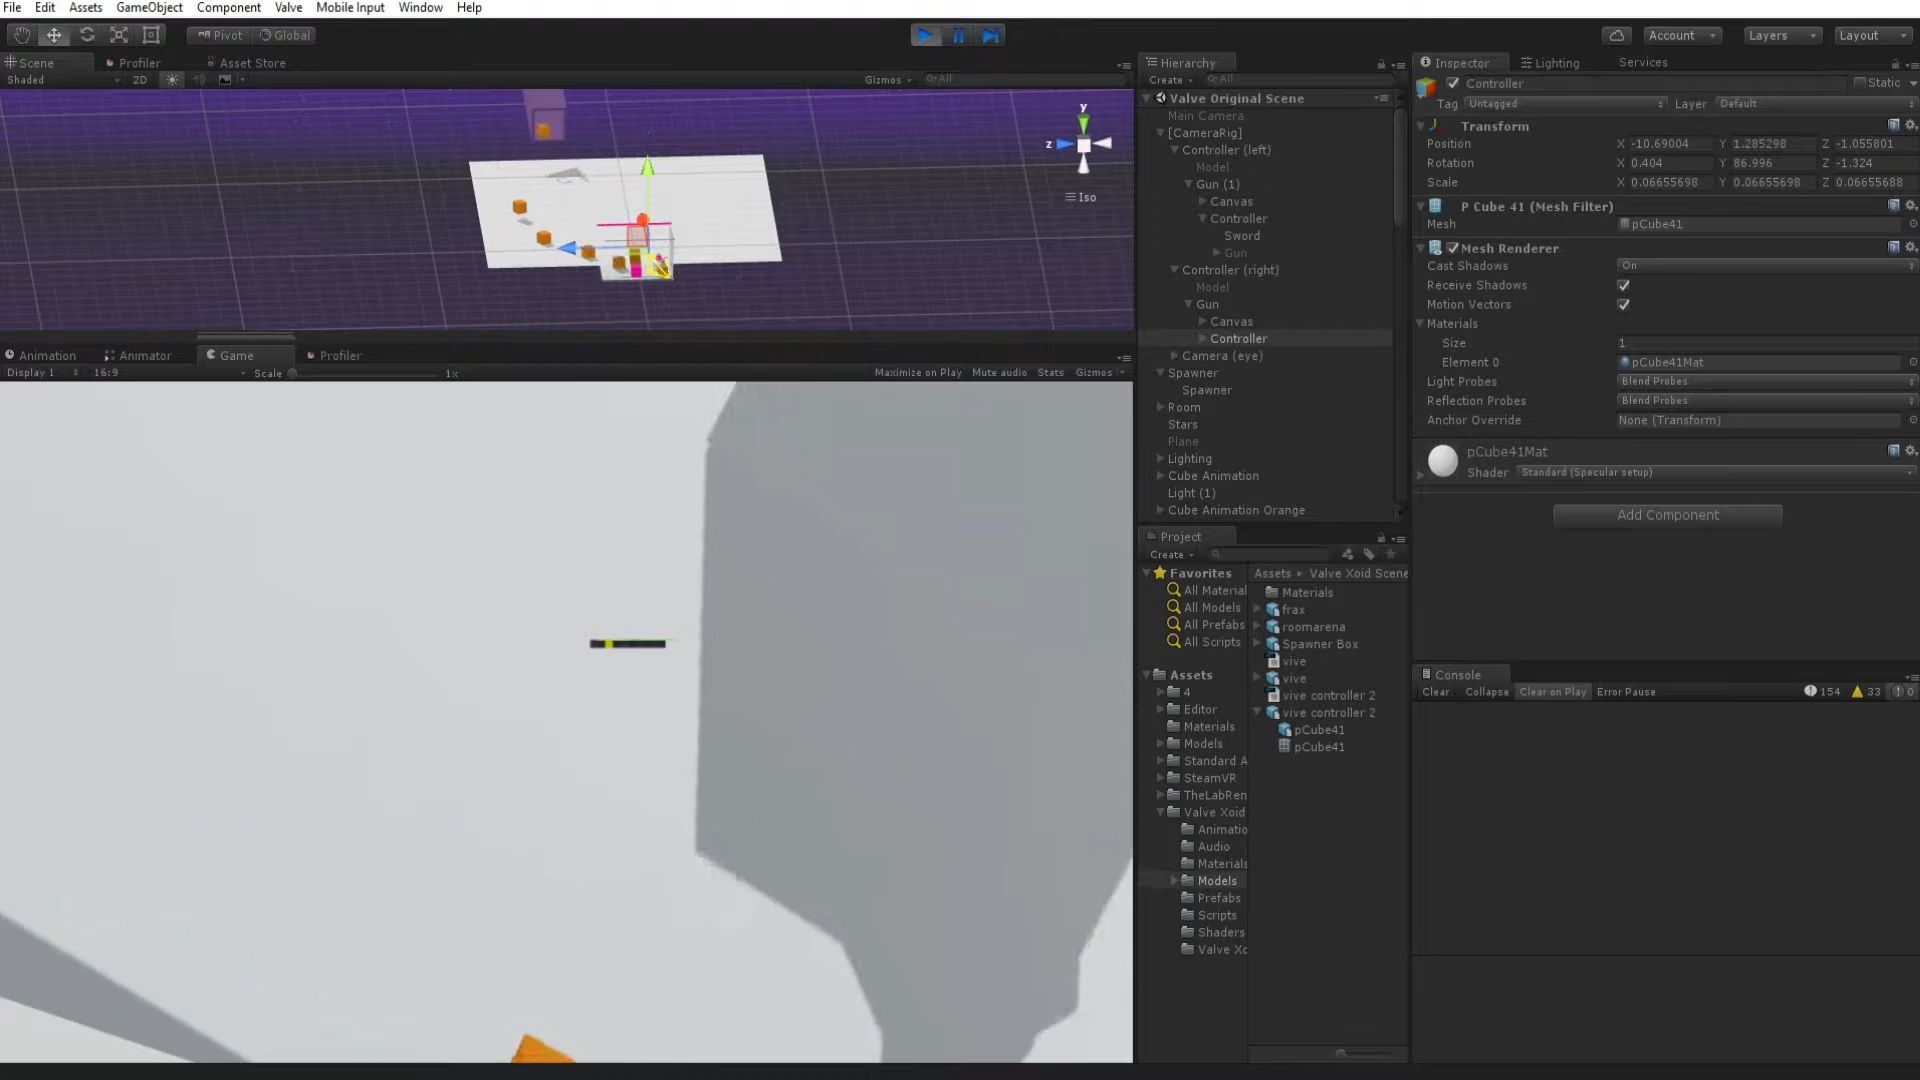 File Edit Assets GameObject Component Valve Mobile Input Window Help
Pivot Global
Account Layers Layout
Scene Profiler Asset Store
Shaded 2D Gizmos All
y
z
Iso
Animation Animator Game Profiler
Display 1 16:9 Scale 1x Maximize on Play Mute audio Stats Gizmos
Hierarchy
Create All
Valve Original Scene
Main Camera
[CameraRig]
Controller (left)
Model
Gun (1)
Canvas
Controller
Sword
Gun
Controller (right)
Model
Gun
Canvas
Controller
Camera (eye)
Spawner
Spawner
Room
Stars
Plane
Lighting
Cube Animation
Light (1)
Cube Animation Orange
Project
Create
Favorites
All Material
All Models
All Prefabs
All Scripts
Assets
4
Editor
Materials
Models
Standard A
SteamVR
TheLabRen
Valve Xoid
Animatio
Audio
Materials
Models
Prefabs
Scripts
Shaders
Valve Xo
Assets Valve Xoid Scene
Materials
frax
roomarena
Spawner Box
vive
vive
vive controller 2
vive controller 2
pCube41
pCube41
Inspector Lighting Services
Controller Static
Tag Untagged Layer Default
Transform
Position X -10.69004 Y 1.285298 Z -1.055801
Rotation X 0.404 Y 86.996 Z -1.324
Scale X 0.06655698 Y 0.06655698 Z 0.06655688
P Cube 41 (Mesh Filter)
Mesh pCube41
Mesh Renderer
Cast Shadows On
Receive Shadows
Motion Vectors
Materials
Size 1
Element 0 pCube41Mat
Light Probes Blend Probes
Reflection Probes Blend Probes
Anchor Override None (Transform)
pCube41Mat
Shader Standard (Specular setup)
Add Component
Console
Clear Collapse Clear on Play Error Pause 154 33 0